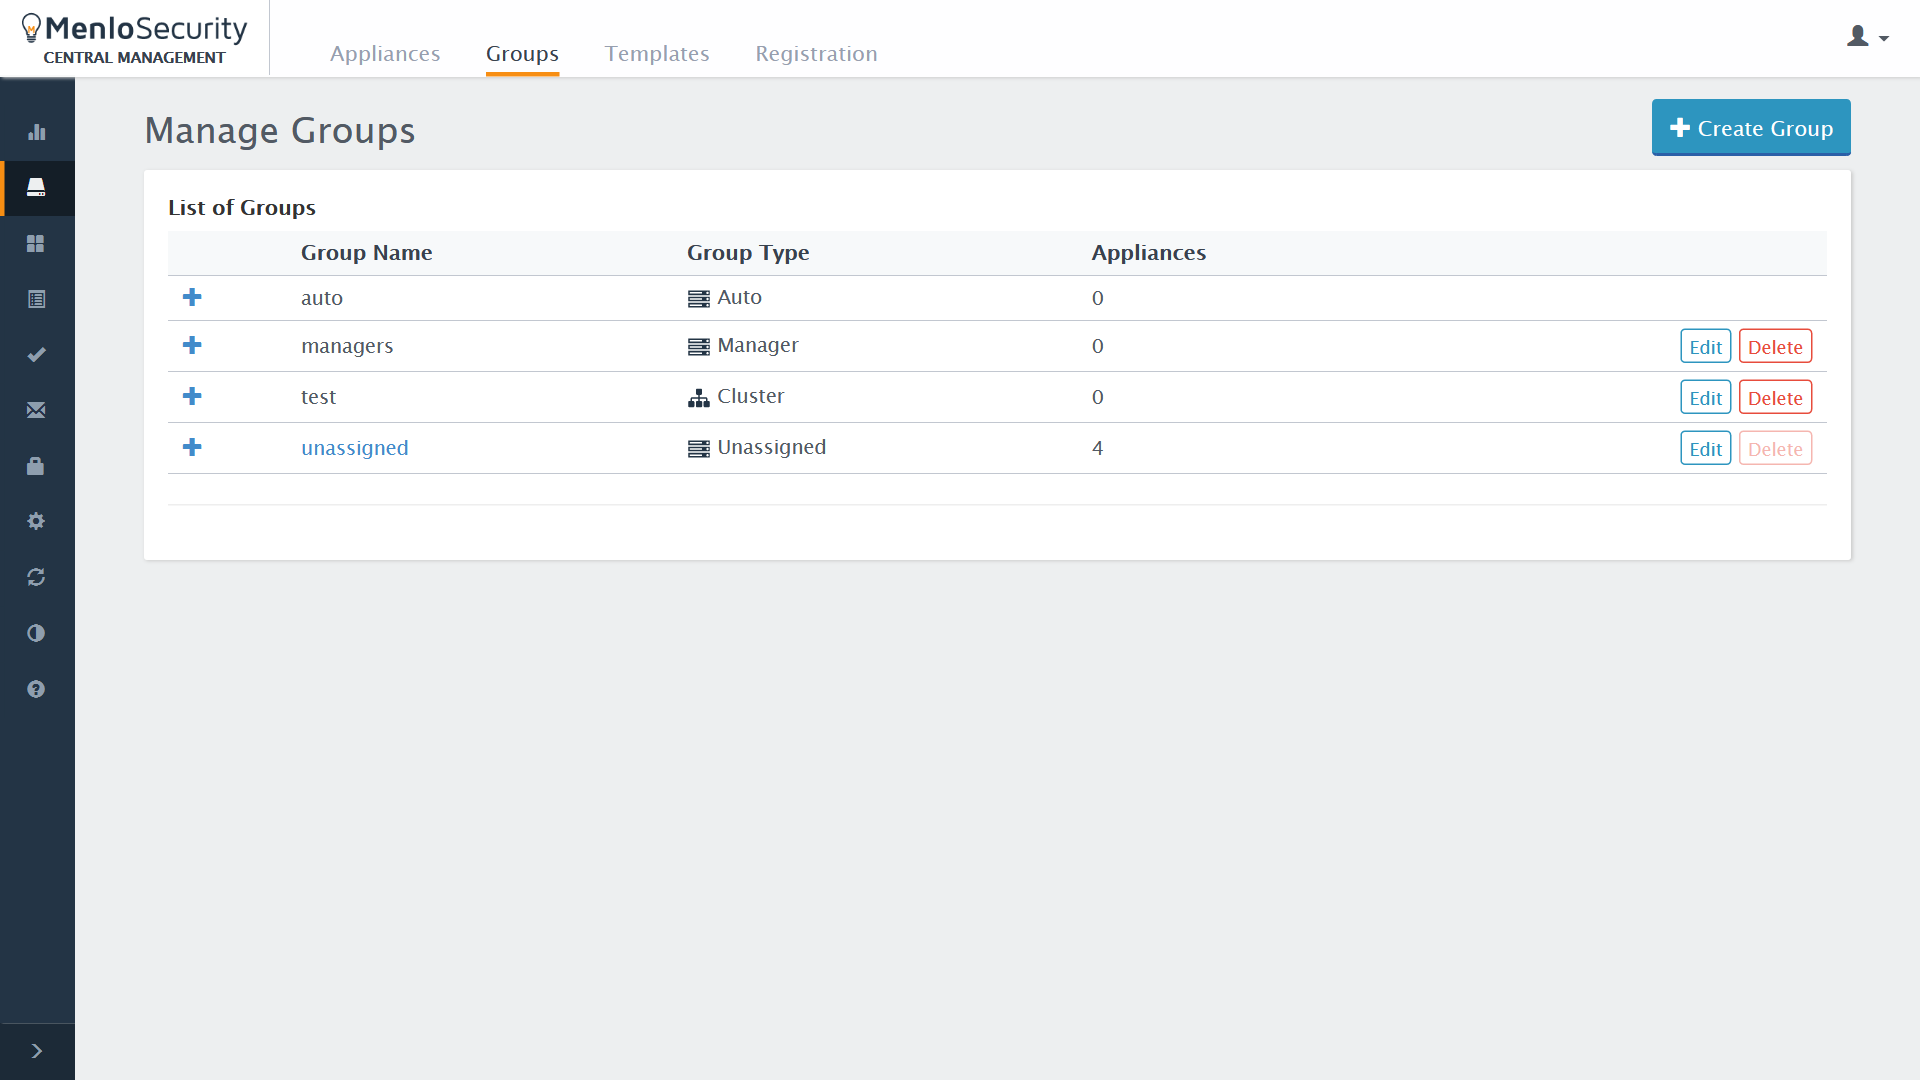 MenloSecurity
CENTRAL MANAGEMENT
Appliances Groups Templates Registration
Manage Groups
Create Group
List of Groups
Group Name Group Type Appliances
auto Auto 0
managers Manager 0 Edit Delete
test Cluster 0 Edit Delete
unassigned Unassigned 4 Edit Delete